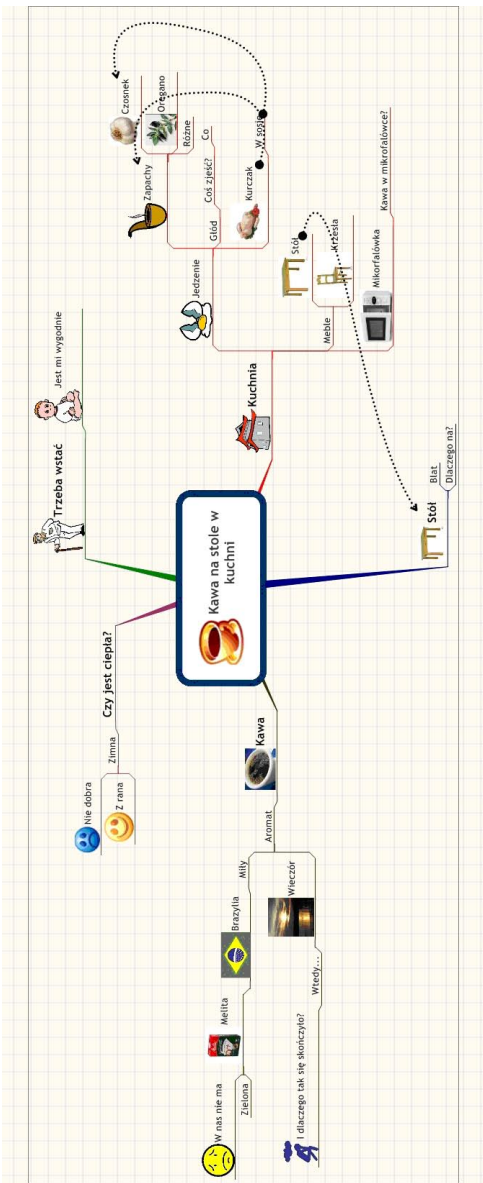 Kawa na stole w
kuchni
Czy jest ciepła?
Zimna
Nie dobra
Z rana
Trzeba wstać
Jest mi wygodnie
Kuchnia
Jedzenie
Zapachy
Czosnek
Oregano
Różne
Głód
Coś zjeść?
Co
Kurczak
W sosie
Meble
Stół
Krzesła
Mikorfalówka
Kawa w mikrofalówce?
Stół
Blat
Dlaczego na?
Kawa
Aromat
Miły
Brazylia
Melita
W nas nie ma
Zielona
Wieczór
Wtedy...
I dlaczego tak się skończyło?